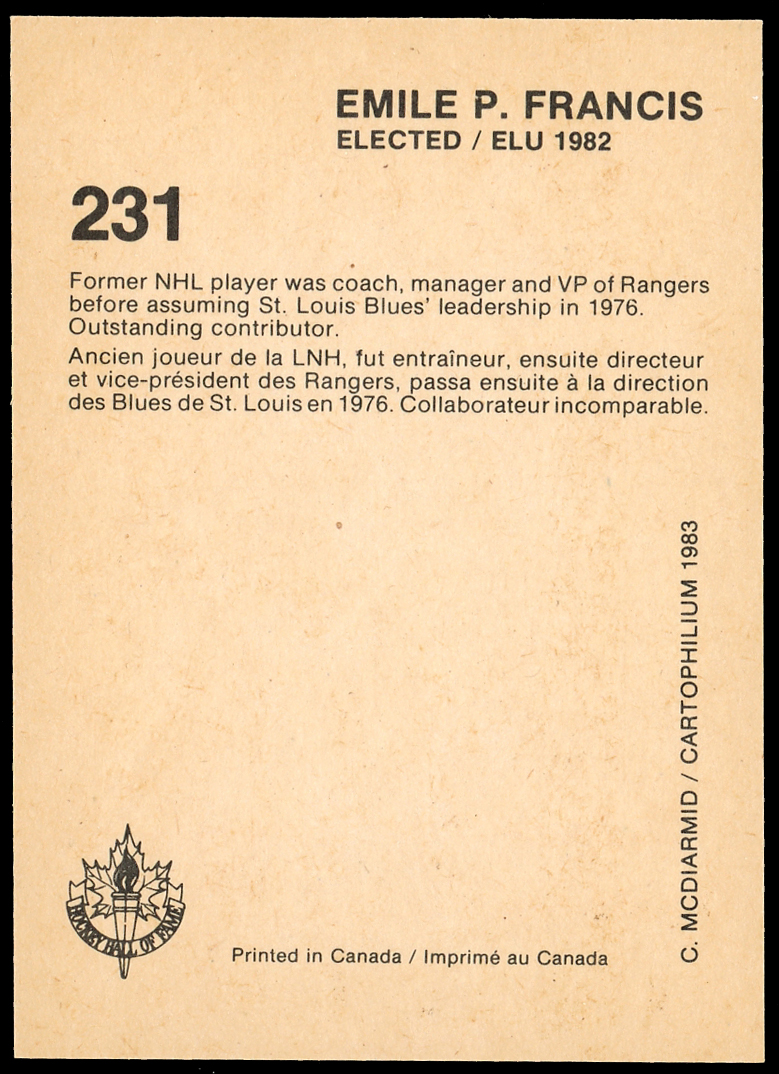 EMILE P. FRANCIS
ELECTED / ELU 1982
231
Former NHL player was coach, manager and VP of Rangers
before assuming St. Louis Blues' leadership in 1976.
Outstanding contributor.
Ancien joueur de la LNH, fut entraîneur, ensuite directeur
et vice-président des Rangers, passa ensuite à la direction
des Blues de St. Louis en 1976. Collaborateur incomparable.
C. MCDIARMID / CARTOPHILIUM 1983
HOCKEY HALL OF FAME
Printed in Canada / Imprimé au Canada